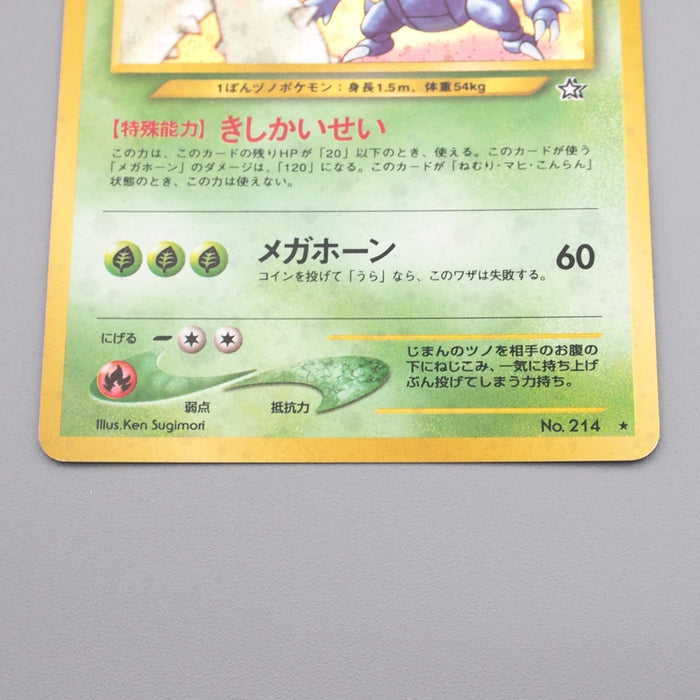 1ぽんヅノポケモン：身長1.5m、体重54kg
【特殊能力】きしかいせい
この力は、このカードの残りHPが「20」以下のとき、使える。このカードが使う
「メガホーン」のダメージは、「120」になる。このカードが「ねむり・マヒ・こんらん」
状態のとき、この力は使えない。
メガホーン 60
コインを投げて「うら」なら、このワザは失敗する。
にげる
じまんのツノを相手のお腹の
下にねじこみ、一気に持ち上げ
ぶん投げてしまう力持ち。
弱点 抵抗力
Illus.Ken Sugimori No.214 ★